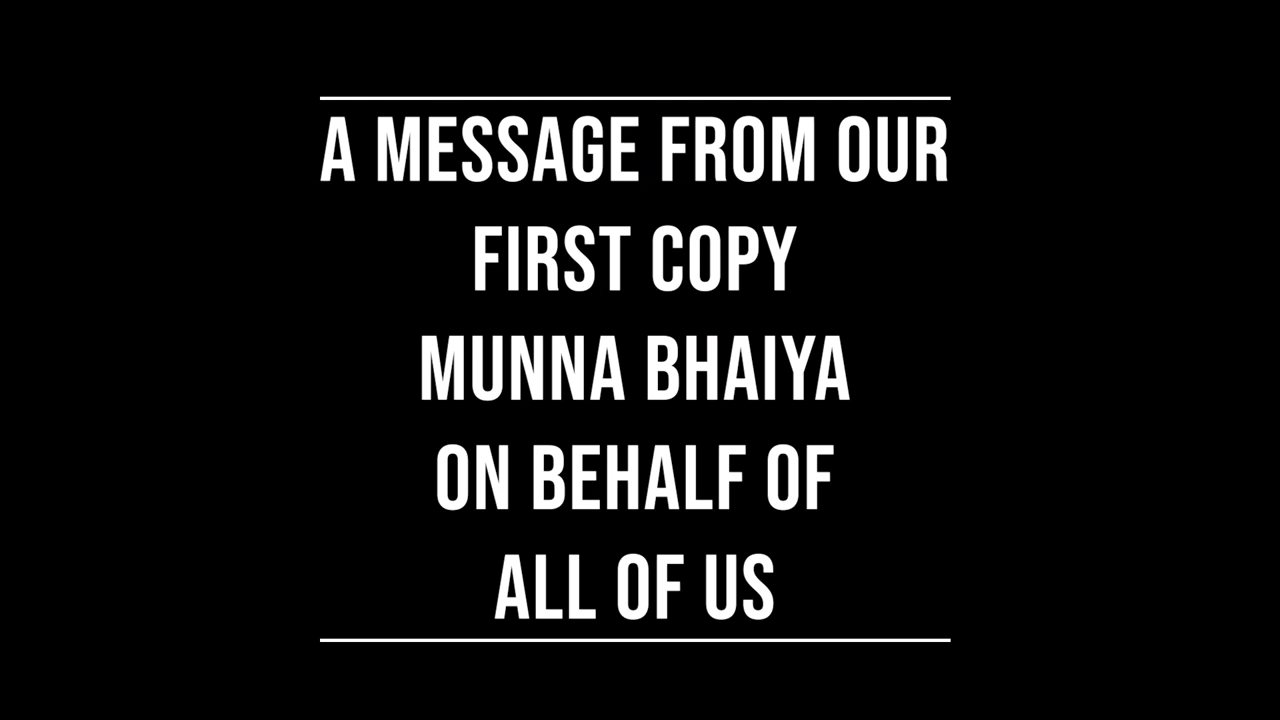 A MESSAGE FROM OUR
FIRST COPY
MUNNA BHAIYA
ON BEHALF OF
ALL OF US